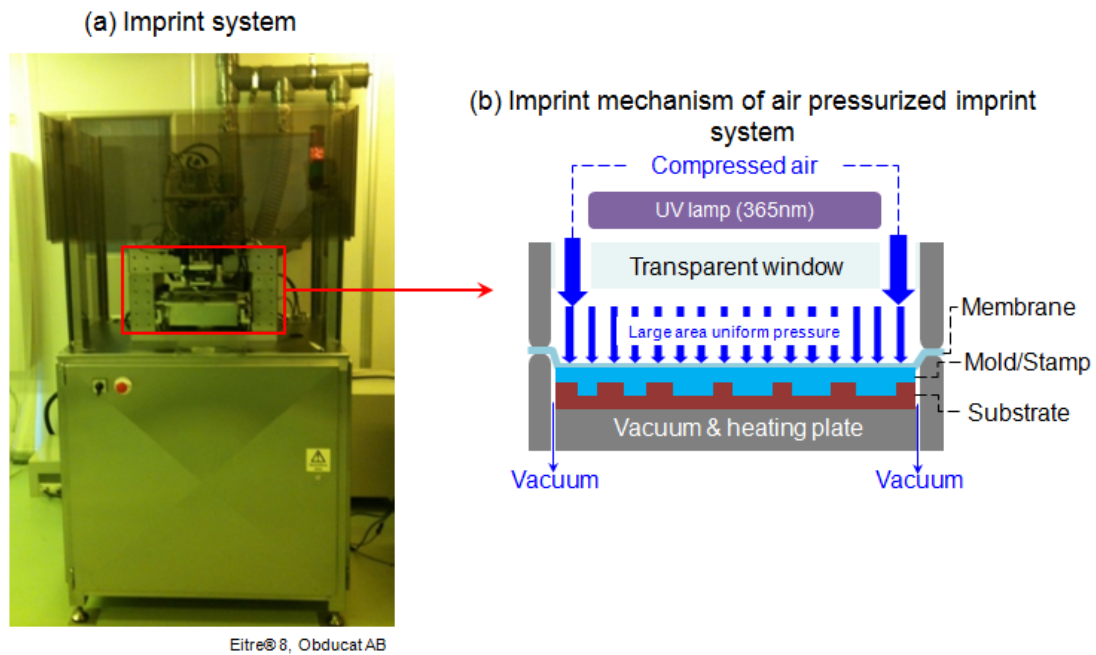 (a) Imprint system
Eitre® 8, Obducat AB
(b) Imprint mechanism of air pressurized imprint
system
Compressed air
UV lamp (365nm)
Transparent window
Large area uniform pressure
Membrane
Mold/Stamp
Substrate
Vacuum & heating plate
Vacuum
Vacuum